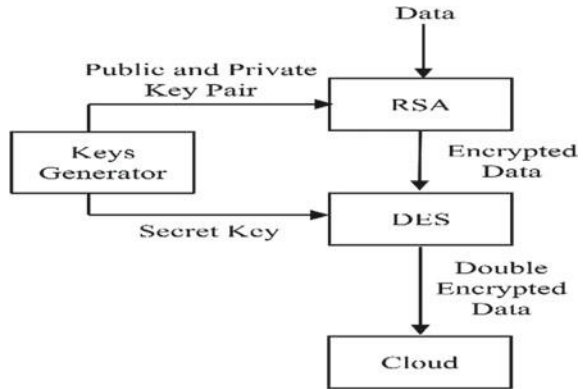 Data
Public and Private
Key Pair
RSA
Keys
Generator
Encrypted
Data
Secret Key
DES
Double
Encrypted
Data
Cloud